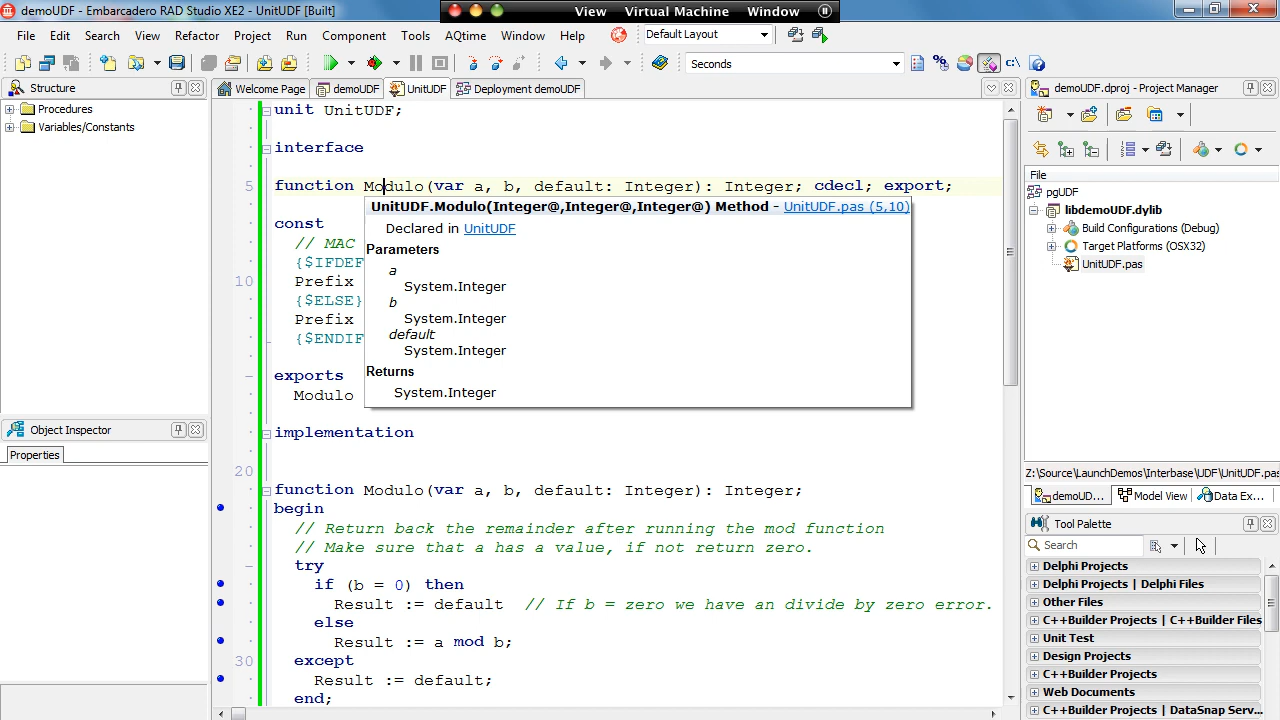 demoUDF - Embarcadero RAD Studio XE2 - UnitUDF [Built]
View Virtual Machine Window
File Edit Search View Refactor Project Run Component Tools AQtime Window Help Default Layout
Seconds
C:\
Structure
Procedures
Variables/Constants
Object Inspector
Properties
Welcome Page demoUDF UnitUDF Deployment demoUDF
unit UnitUDF;
interface
5 function Modulo(var a, b, default: Integer): Integer; cdecl; export;
UnitUDF.Modulo(Integer@,Integer@,Integer@) Method - UnitUDF.pas (5,10)
Declared in UnitUDF
Parameters
a
System.Integer
b
System.Integer
default
System.Integer
Returns
System.Integer
const
// MAC
{$IFDEF
10 Prefix
{$ELSE}
Prefix
{$ENDIF
exports
Modulo
implementation
20
function Modulo(var a, b, default: Integer): Integer;
begin
// Return back the remainder after running the mod function
// Make sure that a has a value, if not return zero.
try
if (b = 0) then
Result := default // If b = zero we have an divide by zero error.
else
Result := a mod b;
30 except
Result := default;
end;
demoUDF.dproj - Project Manager
File
pgUDF
libdemoUDF.dylib
Build Configurations (Debug)
Target Platforms (OSX32)
UnitUDF.pas
Z:\Source\LaunchDemos\Interbase\UDF\UnitUDF.pas
demoUD... Model View Data Ex...
Tool Palette
Search
Delphi Projects
Delphi Projects | Delphi Files
Other Files
C++Builder Projects | C++Builder Files
Unit Test
Design Projects
C++Builder Projects
Web Documents
C++Builder Projects | DataSnap Serv...